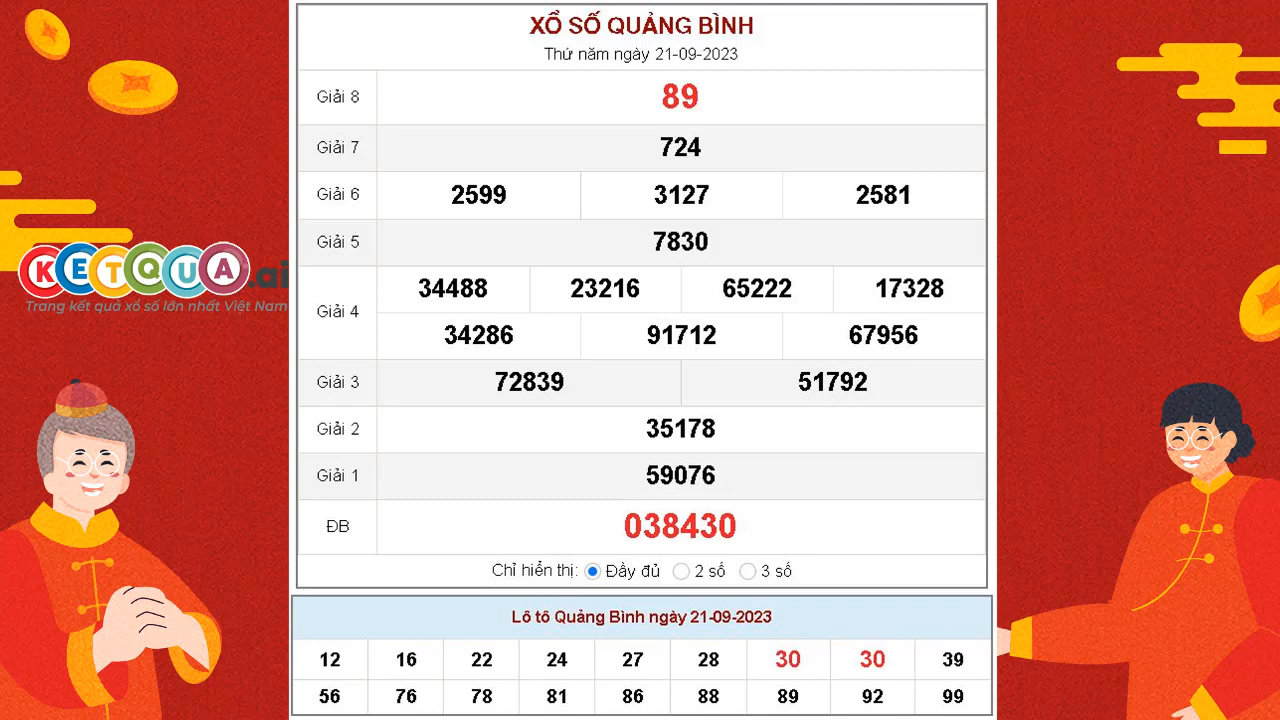 XỔ SỐ QUẢNG BÌNH
Thứ năm ngày 21-09-2023
Giải 8 89
Giải 7 724
Giải 6 2599 3127 2581
Giải 5 7830
Giải 4
34488 23216 65222 17328
34286 91712 67956
Giải 3 72839 51792
Giải 2 35178
Giải 1 59076
ĐB 038430
Chỉ hiển thị: Đầy đủ 2 số 3 số
Lô tô Quảng Bình ngày 21-09-2023
12 16 22 24 27 28 30 30 39
56 76 78 81 86 88 89 92 99
KETQUA.ai
Trang kết quả xổ số lớn nhất Việt Nam